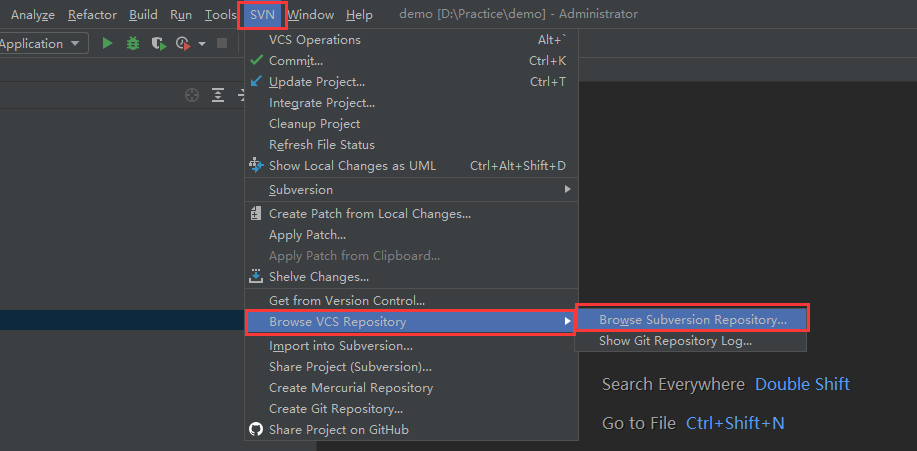 Analyze Refactor Build Run Tools SVN Window Help demo [D:\Practice\demo] - Administrator
Application
VCS Operations Alt+`
Commit... Ctrl+K
Update Project... Ctrl+T
Integrate Project...
Cleanup Project
Refresh File Status
Show Local Changes as UML Ctrl+Alt+Shift+D
Subversion
Create Patch from Local Changes...
Apply Patch...
Apply Patch from Clipboard...
Shelve Changes...
Get from Version Control...
Browse VCS Repository
Browse Subversion Repository...
Show Git Repository Log...
Import into Subversion...
Share Project (Subversion)...
Create Mercurial Repository
Create Git Repository...
Share Project on GitHub
Search Everywhere Double Shift
Go to File Ctrl+Shift+N